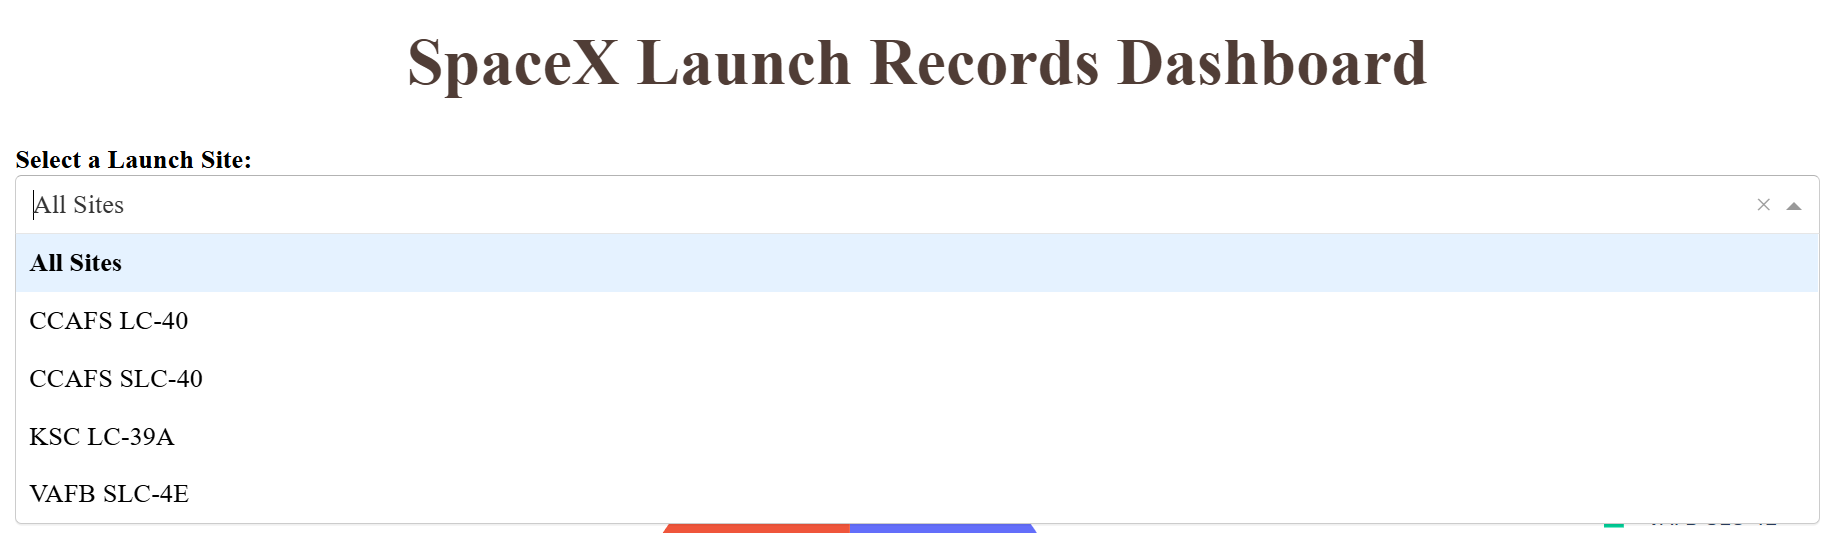 SpaceX Launch Records Dashboard
Select a Launch Site:
All Sites
All Sites
CCAFS LC-40
CCAFS SLC-40
KSC LC-39A
VAFB SLC-4E